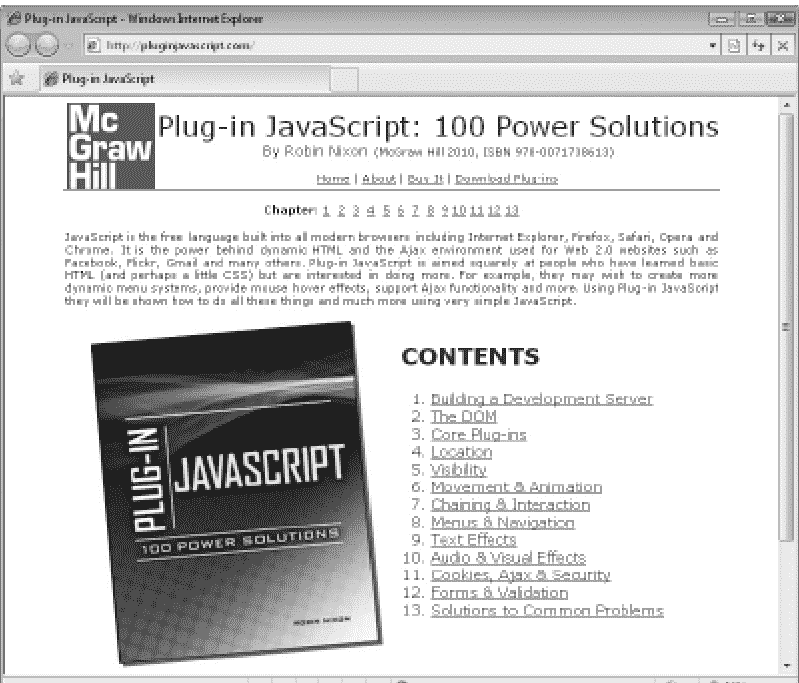 Plug-in JavaScript - Windows Internet Explorer
http://pluginjavascript.com/
Plug-in JavaScript
Mc
Graw
Hill
Plug-in JavaScript: 100 Power Solutions
By Robin Nixon (McGraw Hill 2010, ISBN 978-0071738613)
Home | About | Buy It | Download Plug-ins
Chapter: 1 2 3 4 5 6 7 8 9 10 11 12 13
JavaScript is the free language built into all modern browsers including Internet Explorer, Firefox, Safari, Opera and
Chrome. It is the power behind dynamic HTML and the Ajax environment used for Web 2.0 websites such as
Facebook, Flickr, Gmail and many others. Plug-in JavaScript is aimed squarely at people who have learned basic
HTML (and perhaps a little CSS) but are interested in doing more. For example, they may wish to create more
dynamic menu systems, provide mouse hover effects, support Ajax functionality and more. Using Plug-in JavaScript
they will be shown how to do all these things and much more using very simple JavaScript.
PLUG-IN
JAVASCRIPT
100 POWER SOLUTIONS
ROBIN NIXON
CONTENTS
1. Building a Development Server
2. The DOM
3. Core Plug-ins
4. Location
5. Visibility
6. Movement & Animation
7. Chaining & Interaction
8. Menus & Navigation
9. Text Effects
10. Audio & Visual Effects
11. Cookies, Ajax & Security
12. Forms & Validation
13. Solutions to Common Problems